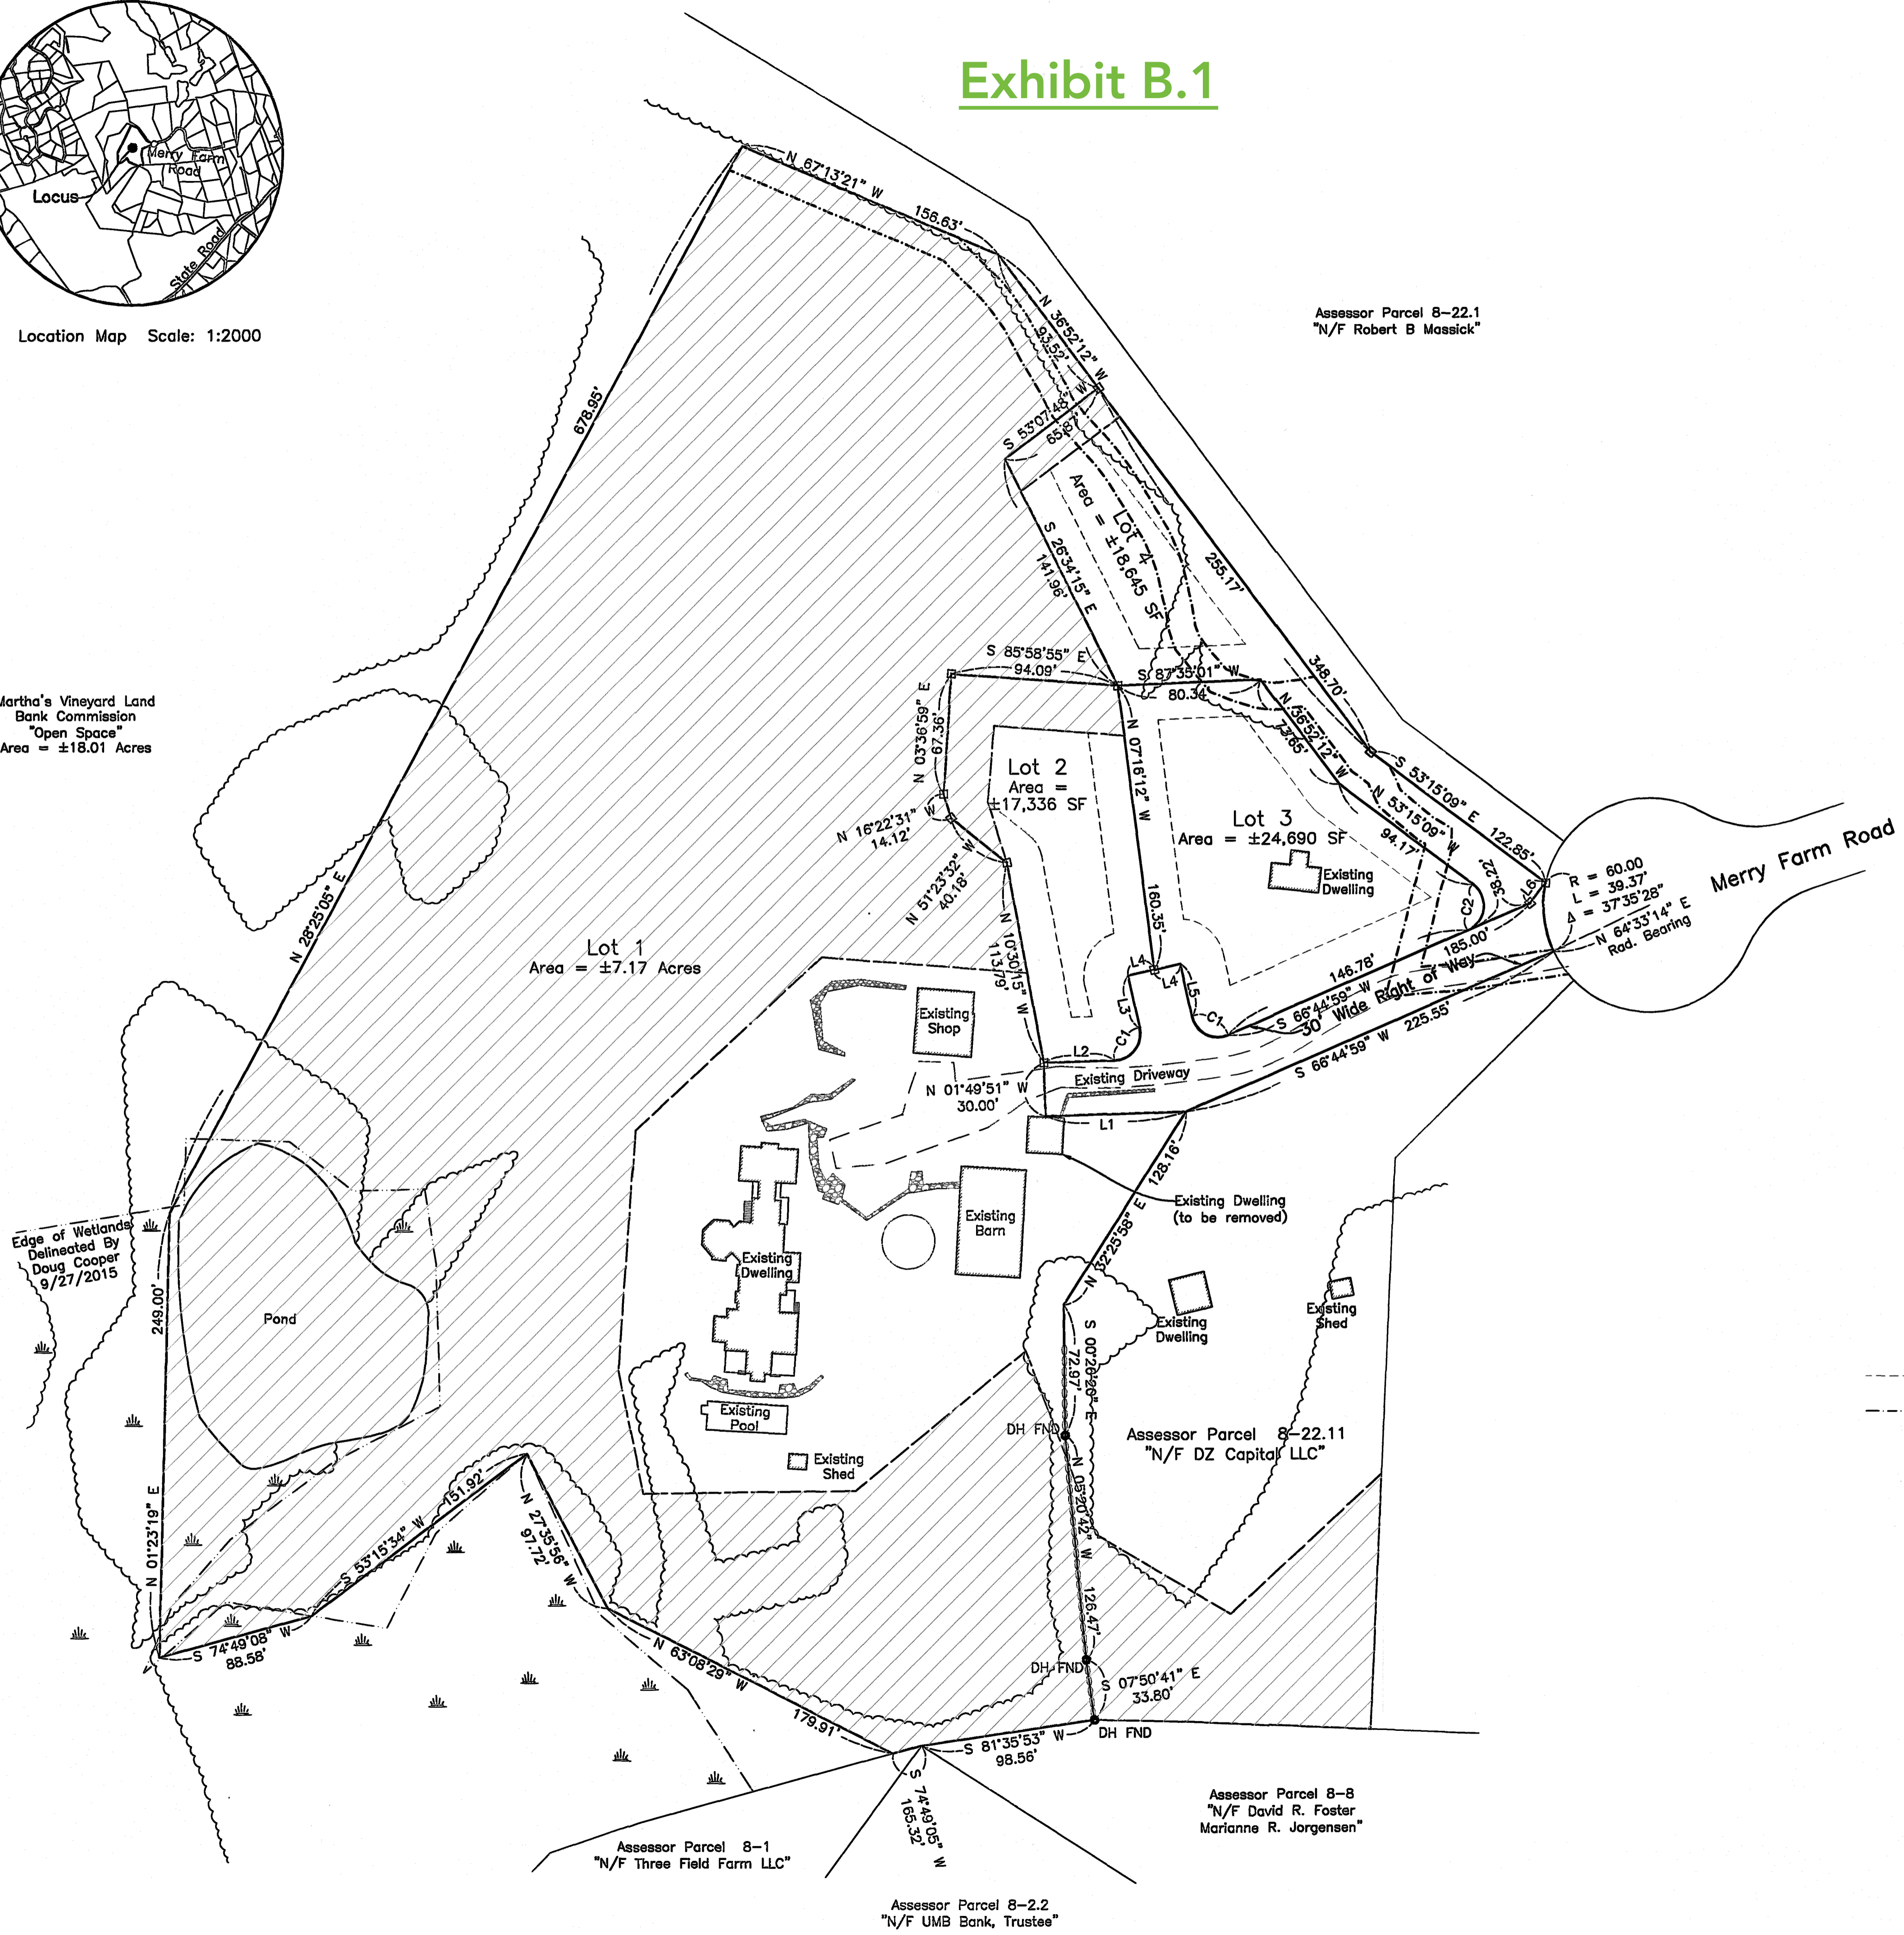 Exhibit B.1
Merry Farm
Road
Locus
State Road
Location Map Scale: 1:2000
N 67°13'21" W
156.63'
Assessor Parcel 8-22.1
"N/F Robert B Massick"
N 36°52'12" W
93.52'
S 53°07'48" W
65.87'
678.95'
Lot 4
Area = ±18,645 SF
S 26°34'15" E
141.96'
255.17'
348.70'
S 85°58'55" E
94.09'
S 87°35'01" W
80.34'
N 36°52'12" W
73.65'
Martha's Vineyard Land
Bank Commission
"Open Space"
Area = ±18.01 Acres
N 03°36'59" E
67.36'
N 07°16'12" W
160.35'
Lot 2
Area =
±17,336 SF
Lot 3
Area = ±24,690 SF
Existing
Dwelling
S 53°15'09" E
122.85'
N 53°15'09" W
94.17'
38.22'
C2
L6
R = 60.00
L = 39.37'
Δ = 37°35'28"
N 64°33'14" E
Rad. Bearing
Merry Farm Road
N 16°22'31" W
14.12'
N 51°23'32" W
40.18'
N 10°30'15" W
113.79'
N 28°25'05" E
Lot 1
Area = ±7.17 Acres
185.00'
146.78'
S 66°44'59" W
30' Wide Right of Way
S 66°44'59" W 225.55'
L4
L4
L3
L5
C1
C1
L2
Existing
Shop
Existing Driveway
N 01°49'51" W
30.00'
L1
128.16'
N 32°25'58" E
Existing Dwelling
(to be removed)
Existing
Barn
Existing
Dwelling
Existing
Dwelling
Existing
Shed
Edge of Wetlands
Delineated By
Doug Cooper
9/27/2015
249.00'
Pond
S 00°26'20" E
72.97'
Existing
Pool
DH FND
Assessor Parcel 8-22.11
"N/F DZ Capital LLC"
Existing
Shed
N 01°23'19" E
151.92'
S 53°15'34" W
N 27°35'56" W
97.72'
N 05°20'42" W
126.47'
S 74°49'08" W
88.58'
N 63°08'29" W
179.91'
DH FND
S 07°50'41" E
33.80'
DH FND
S 81°35'53" W
98.56'
S 74°49'05" W
165.32'
Assessor Parcel 8-8
"N/F David R. Foster
Marianne R. Jorgensen"
Assessor Parcel 8-1
"N/F Three Field Farm LLC"
Assessor Parcel 8-2.2
"N/F UMB Bank, Trustee"